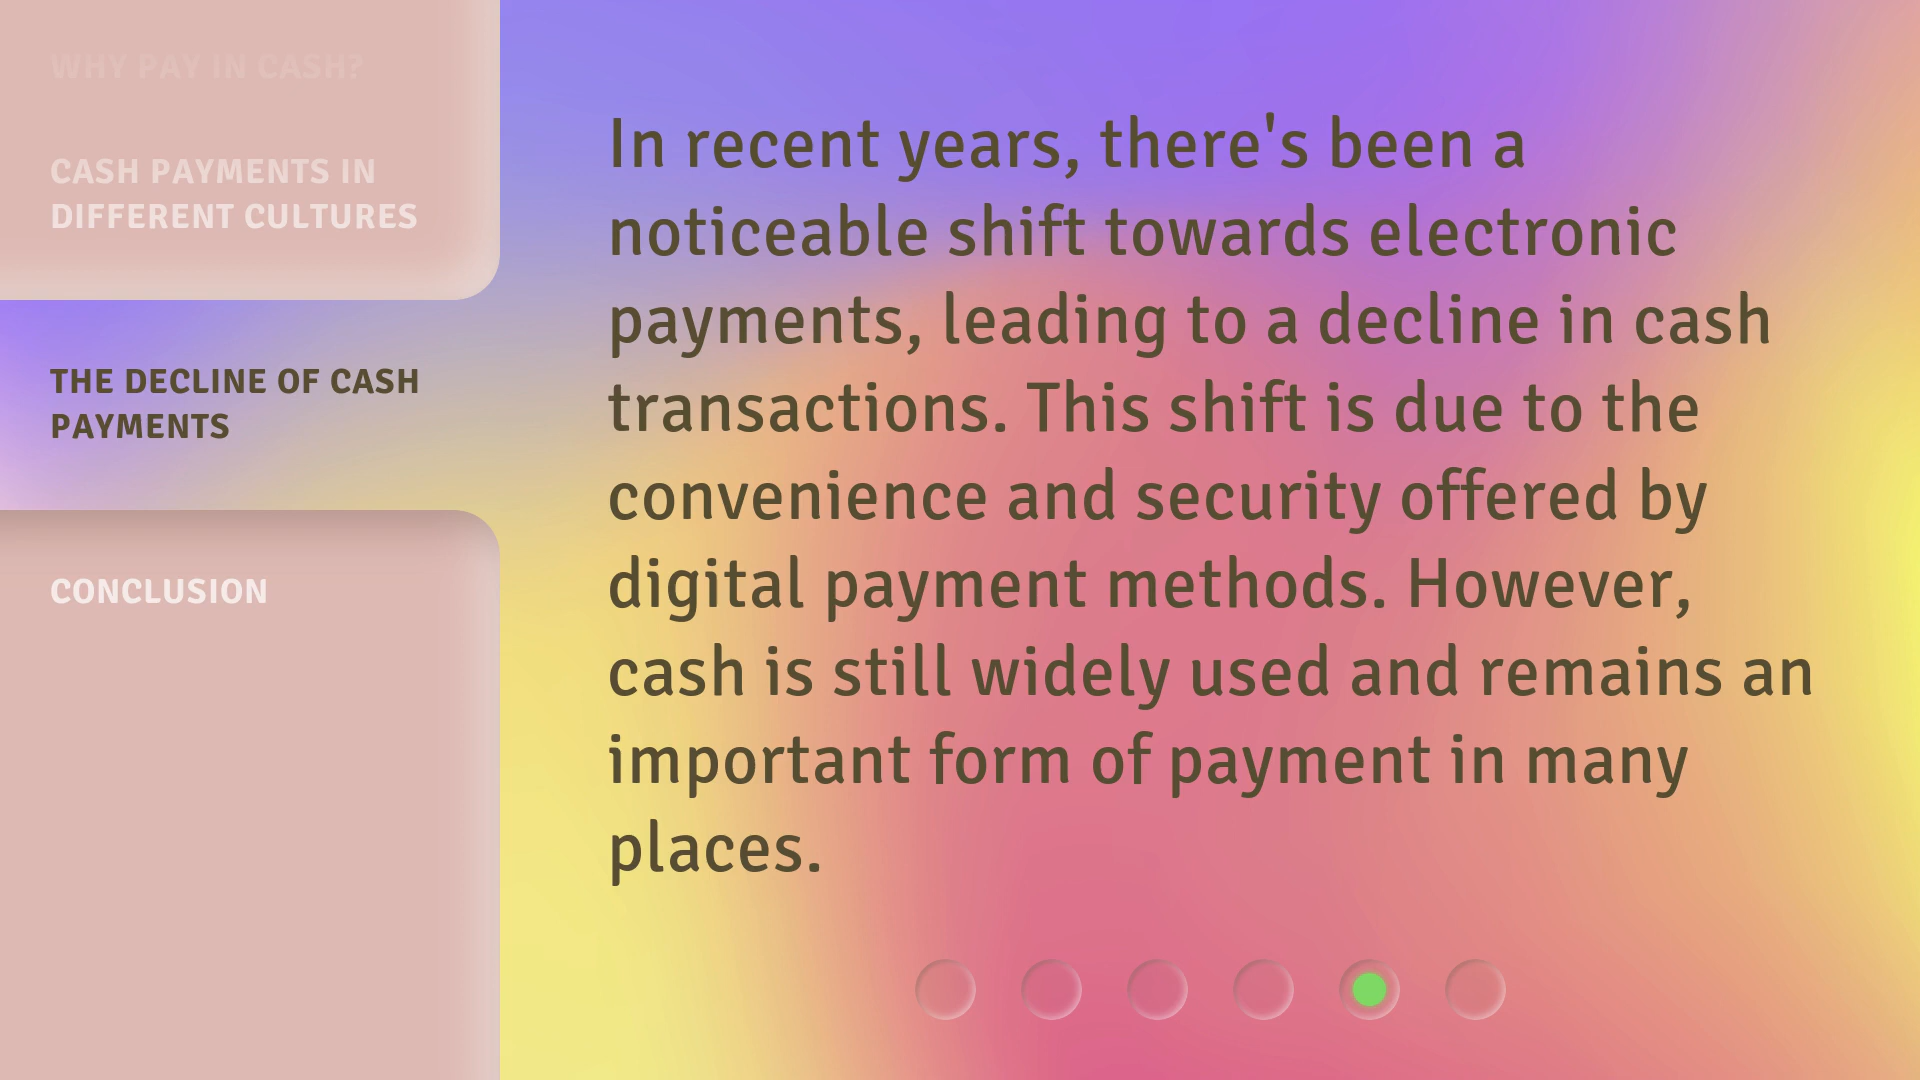 WHY PAY IN CASH?
CASH PAYMENTS IN
DIFFERENT CULTURES
THE DECLINE OF CASH
PAYMENTS
CONCLUSION
In recent years, there's been a
noticeable shift towards electronic
payments, leading to a decline in cash
transactions. This shift is due to the
convenience and security offered by
digital payment methods. However,
cash is still widely used and remains an
important form of payment in many
places.